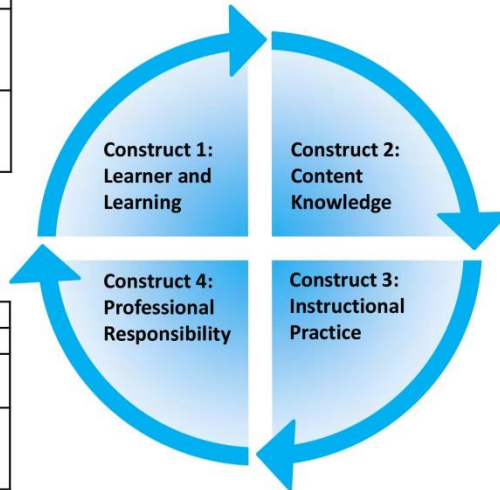 Construct 1:
Learner and
Learning
Construct 2:
Content
Knowledge
Construct 3:
Instructional
Practice
Construct 4:
Professional
Responsibility